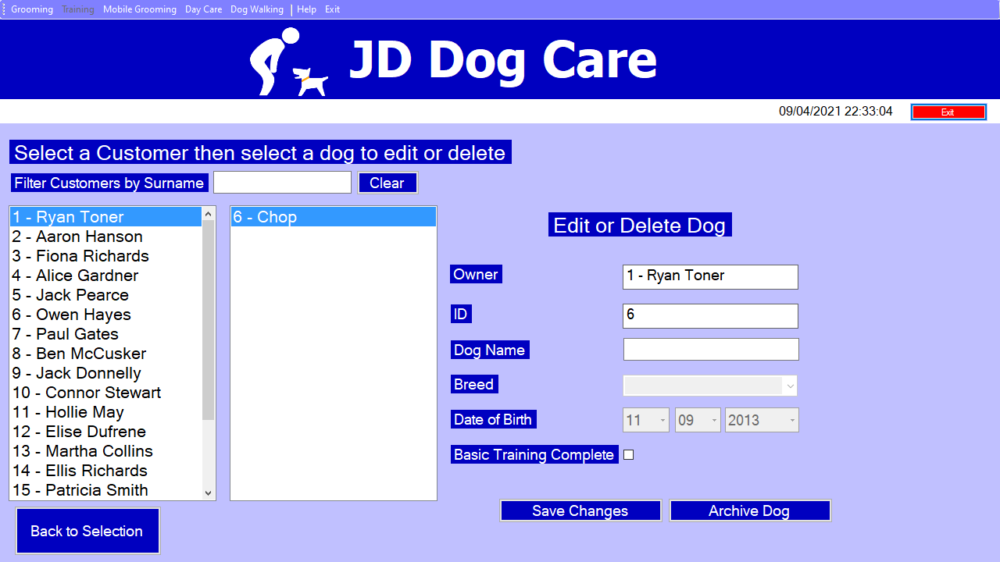 Grooming Training Mobile Grooming Day Care Dog Walking Help Exit
JD Dog Care
09/04/2021 22:33:04 Exit
Select a Customer then select a dog to edit or delete
Filter Customers by Surname Clear
1 - Ryan Toner
2 - Aaron Hanson
3 - Fiona Richards
4 - Alice Gardner
5 - Jack Pearce
6 - Owen Hayes
7 - Paul Gates
8 - Ben McCusker
9 - Jack Donnelly
10 - Connor Stewart
11 - Hollie May
12 - Elise Dufrene
13 - Martha Collins
14 - Ellis Richards
15 - Patricia Smith
6 - Chop
Edit or Delete Dog
Owner 1 - Ryan Toner
ID 6
Dog Name
Breed
Date of Birth 11 09 2013
Basic Training Complete
Save Changes Archive Dog
Back to Selection